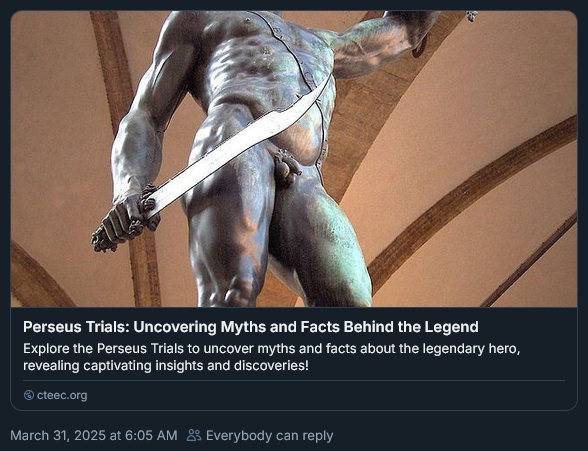 Perseus Trials: Uncovering Myths and Facts Behind the Legend
Explore the Perseus Trials to uncover myths and facts about the legendary hero,
revealing captivating insights and discoveries!
cteec.org
March 31, 2025 at 6:05 AM Everybody can reply